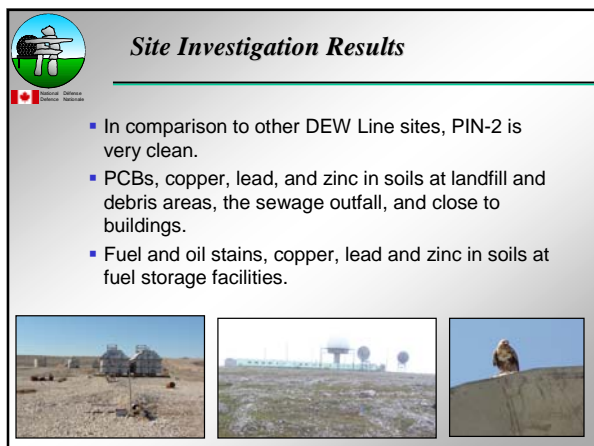 Site Investigation Results
National Défence
Defence Nationale
▪ In comparison to other DEW Line sites, PIN-2 is
very clean.
▪ PCBs, copper, lead, and zinc in soils at landfill and
debris areas, the sewage outfall, and close to
buildings.
▪ Fuel and oil stains, copper, lead and zinc in soils at
fuel storage facilities.